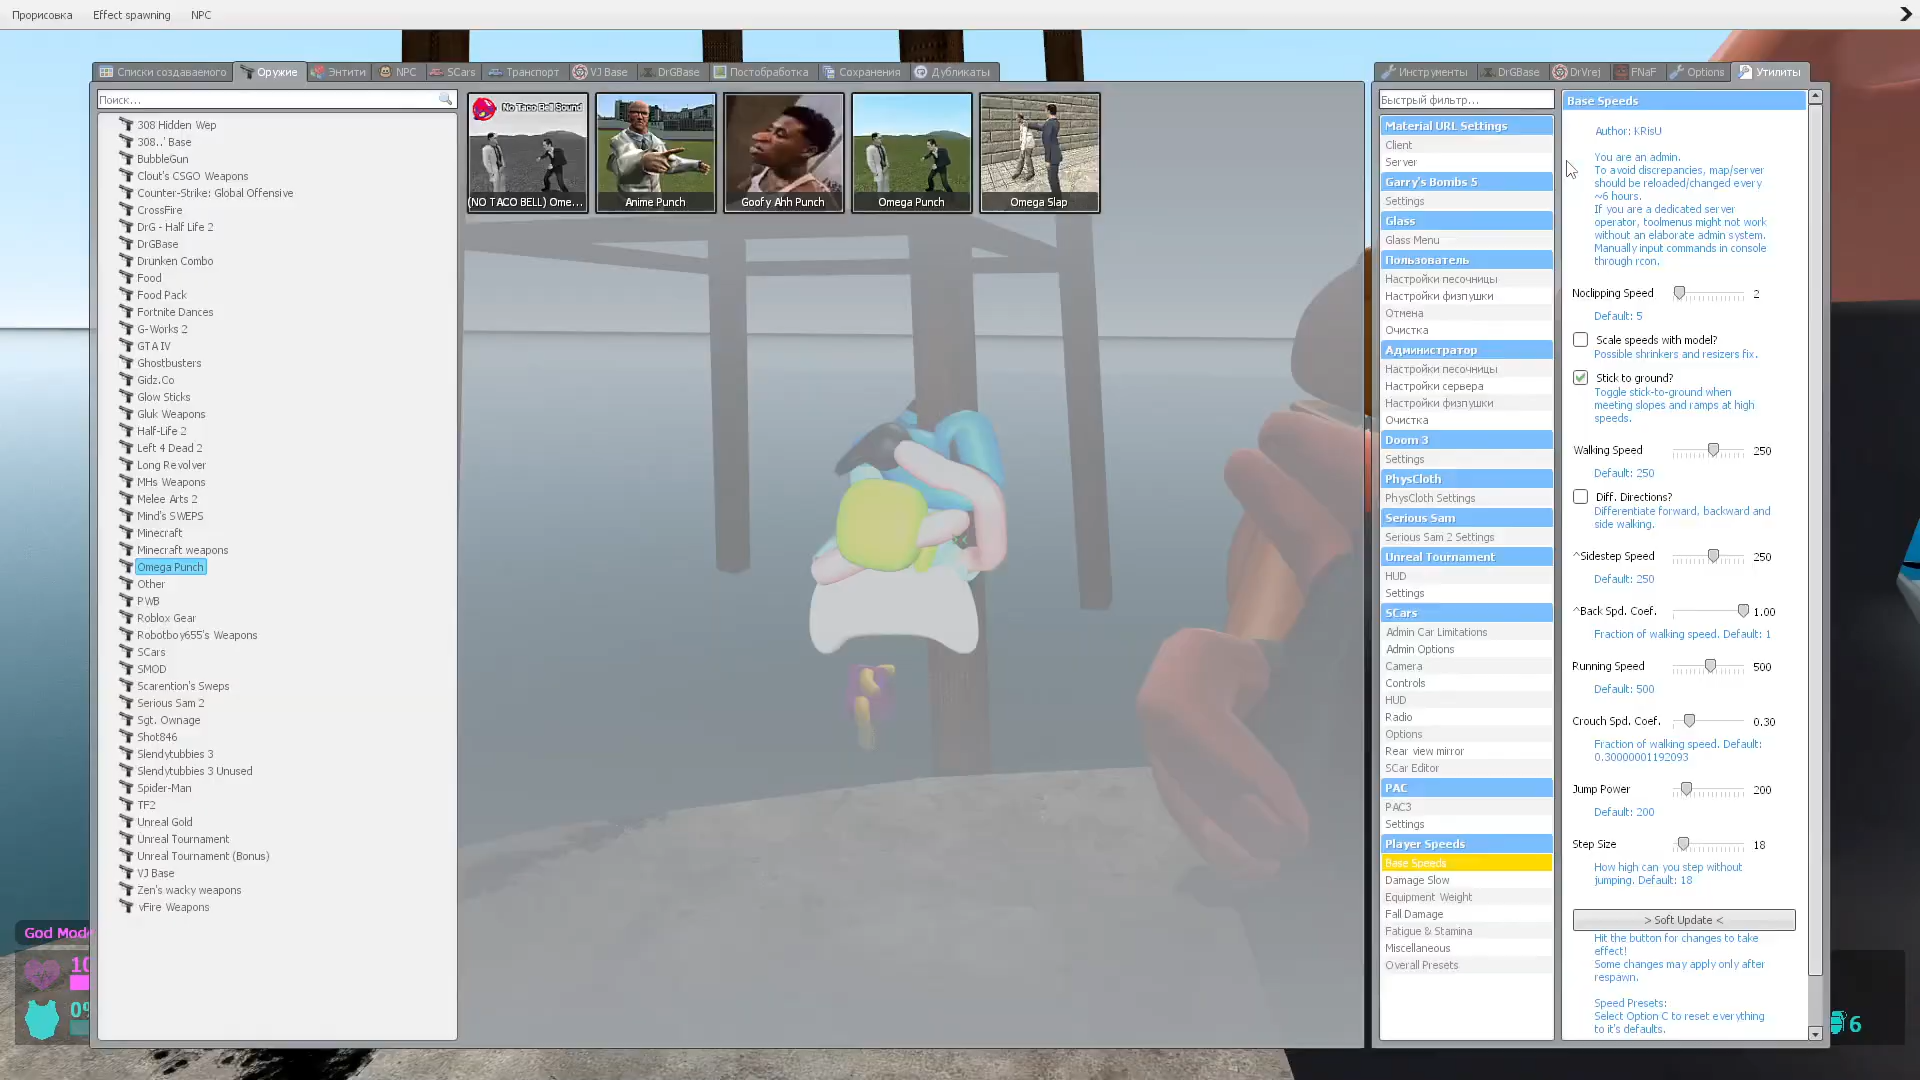 Прорисовка
Effect spawning
NPC
Списки создаваемого
Оружие
Энтити
NPC
SCars
Транспорт
VJ Base
DrGBase
Постобработка
Сохранения
Дубликаты
Поиск...
308 Hidden Wep
308..' Base
BubbleGun
Clout's CSGO Weapons
Counter-Strike: Global Offensive
CrossFire
DrG - Half Life 2
DrGBase
Drunken Combo
Food
Food Pack
Fortnite Dances
G-Works 2
GTA IV
Ghostbusters
Gidz.Co
Glow Sticks
Gluk Weapons
Half-Life 2
Left 4 Dead 2
Long Revolver
MHs Weapons
Melee Arts 2
Mind's SWEPS
Minecraft
Minecraft weapons
Omega Punch
Other
PWB
Roblox Gear
Robotboy655's Weapons
SCars
SMOD
Scarention's Sweps
Serious Sam 2
Sgt. Ownage
Shot846
Slendytubbies 3
Slendytubbies 3 Unused
Spider-Man
TF2
Unreal Gold
Unreal Tournament
Unreal Tournament (Bonus)
VJ Base
Zen's wacky weapons
vFire Weapons
No Taco Bell Sound
(NO TACO BELL) Ome...
Anime Punch
Goofy Ahh Punch
Omega Punch
Omega Slap
God Mode
10
0%
Инструменты
DrGBase
DrVrej
FNaF
Options
Утилиты
Быстрый фильтр...
Material URL Settings
Client
Server
Garry's Bombs 5
Settings
Glass
Glass Menu
Пользователь
Настройки песочницы
Настройки физпушки
Отмена
Очистка
Администратор
Настройки песочницы
Настройки сервера
Настройки физпушки
Очистка
Doom 3
Settings
PhysCloth
PhysCloth Settings
Serious Sam
Serious Sam 2 Settings
Unreal Tournament
HUD
Settings
SCars
Admin Car Limitations
Admin Options
Camera
Controls
HUD
Radio
Options
Rear view mirror
SCar Editor
PAC
PAC3
Settings
Player Speeds
Base Speeds
Damage Slow
Equipment Weight
Fall Damage
Fatigue & Stamina
Miscellaneous
Overall Presets
Base Speeds
Author: KRisU
You are an admin.
To avoid discrepancies, map/server
should be reloaded/changed every
~6 hours.
If you are a dedicated server
operator, toolmenus might not work
without an elaborate admin system.
Manually input commands in console
through rcon.
Noclipping Speed 2
Default: 5
Scale speeds with model?
Possible shrinkers and resizers fix.
Stick to ground?
Toggle stick-to-ground when
meeting slopes and ramps at high
speeds.
Walking Speed 250
Default: 250
Diff. Directions?
Differentiate forward, backward and
side walking.
^Sidestep Speed 250
Default: 250
^Back Spd. Coef. 1.00
Fraction of walking speed. Default: 1
Running Speed 500
Default: 500
Crouch Spd. Coef. 0.30
Fraction of walking speed. Default:
0.30000001192093
Jump Power 200
Default: 200
Step Size 18
How high can you step without
jumping. Default: 18
> Soft Update <
Hit the button for changes to take
effect!
Some changes may apply only after
respawn.
Speed Presets:
Select Option C to reset everything
to it's defaults.
6